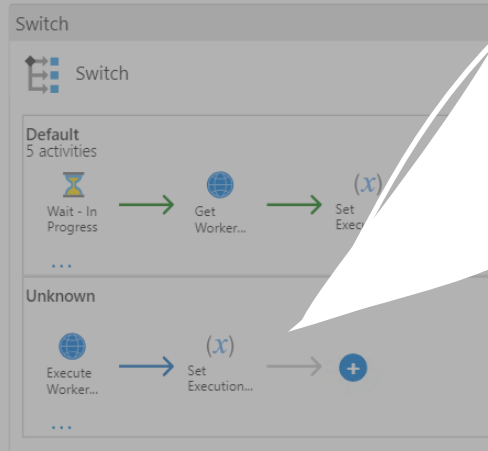 Switch
Switch
Default
5 activities
Wait - In
Progress
Get
Worker...
(x)
Set
...
Unknown
Execute
Worker...
(x)
Set
Execution...
...